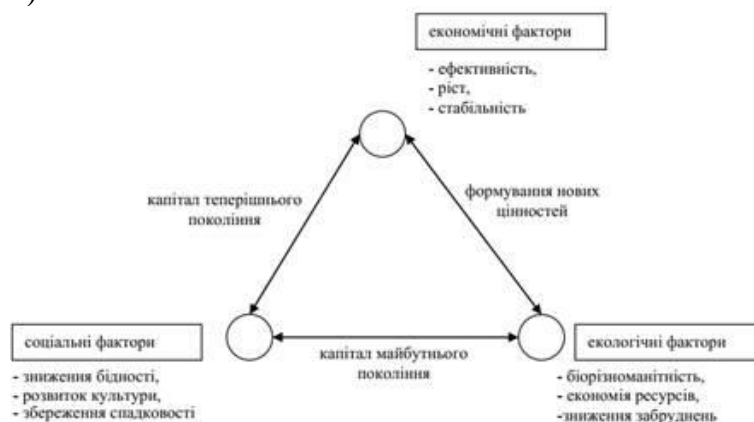 )
економічні фактори
- ефективність,
- ріст,
- стабільність
капітал теперішнього
покоління
формування нових
цінностей
соціальні фактори
капітал майбутнього
покоління
екологічні фактори
- зниження бідності,
- розвиток культури,
- збереження спадковості
- біорізноманітність,
- економія ресурсів,
-зниження забруднень